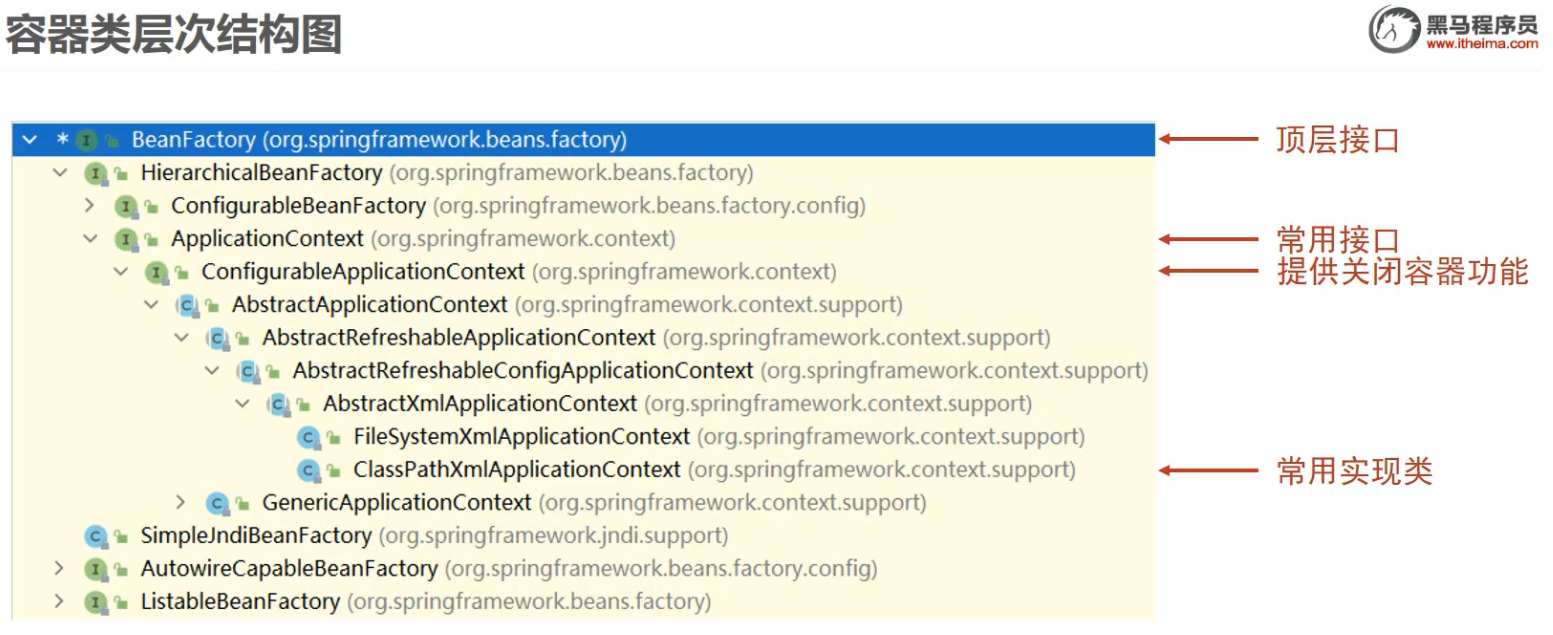 容器类层次结构图
黑马程序员
www.itheima.com
* BeanFactory (org.springframework.beans.factory)
顶层接口
HierarchicalBeanFactory (org.springframework.beans.factory)
ConfigurableBeanFactory (org.springframework.beans.factory.config)
ApplicationContext (org.springframework.context)
常用接口
ConfigurableApplicationContext (org.springframework.context)
提供关闭容器功能
AbstractApplicationContext (org.springframework.context.support)
AbstractRefreshableApplicationContext (org.springframework.context.support)
AbstractRefreshableConfigApplicationContext (org.springframework.context.support)
AbstractXmlApplicationContext (org.springframework.context.support)
FileSystemXmlApplicationContext (org.springframework.context.support)
ClassPathXmlApplicationContext (org.springframework.context.support)
常用实现类
GenericApplicationContext (org.springframework.context.support)
SimpleJndiBeanFactory (org.springframework.jndi.support)
AutowireCapableBeanFactory (org.springframework.beans.factory.config)
ListableBeanFactory (org.springframework.beans.factory)